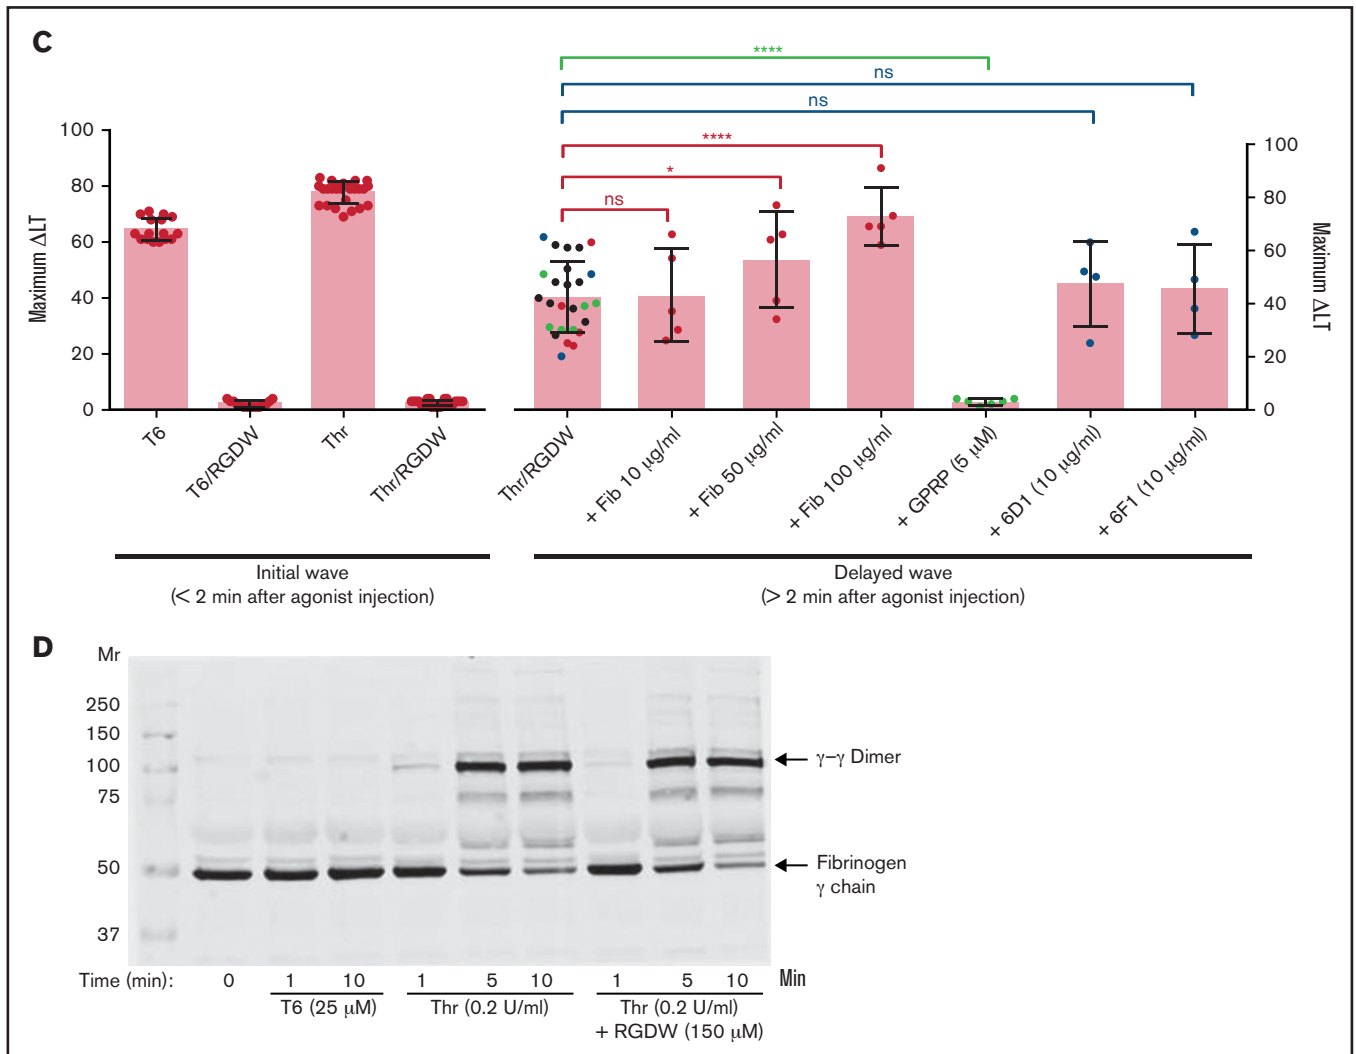 C
****
ns
ns
****
*
ns
100
80
60
40
20
0
Maximum ΔLT
100
80
60
40
20
0
Maximum ΔLT
T6
T6/RGDW
Thr
Thr/RGDW
Thr/RGDW
+ Fib 10 μg/ml
+ Fib 50 μg/ml
+ Fib 100 μg/ml
+ GPRP (5 μM)
+ 6D1 (10 μg/ml)
+ 6F1 (10 μg/ml)
Initial wave
(< 2 min after agonist injection)
Delayed wave
(> 2 min after agonist injection)
D
Mr
250
150
100
75
50
37
γ–γ Dimer
Fibrinogen
γ chain
Time (min): 0 1 10 1 5 10 1 5 10 Min
T6 (25 μM) Thr (0.2 U/ml) Thr (0.2 U/ml)
+ RGDW (150 μM)